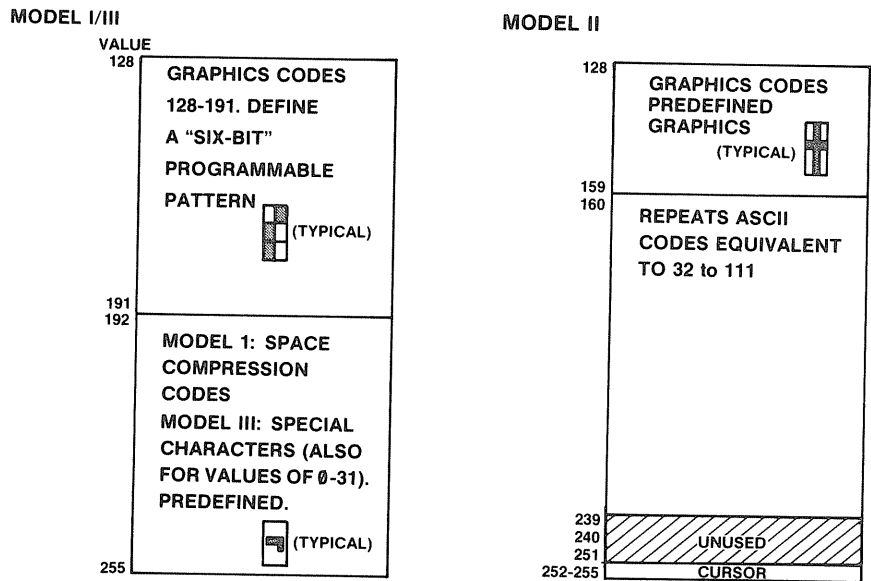 MODEL I/III
VALUE
128
GRAPHICS CODES
128-191. DEFINE
A “SIX-BIT”
PROGRAMMABLE
PATTERN
(TYPICAL)
191
192
MODEL 1: SPACE
COMPRESSION
CODES
MODEL III: SPECIAL
CHARACTERS (ALSO
FOR VALUES OF 0-31).
PREDEFINED.
(TYPICAL)
255
MODEL II
128
GRAPHICS CODES
PREDEFINED
GRAPHICS
(TYPICAL)
159
160
REPEATS ASCII
CODES EQUIVALENT
TO 32 to 111
239
240
UNUSED
251
252-255
CURSOR